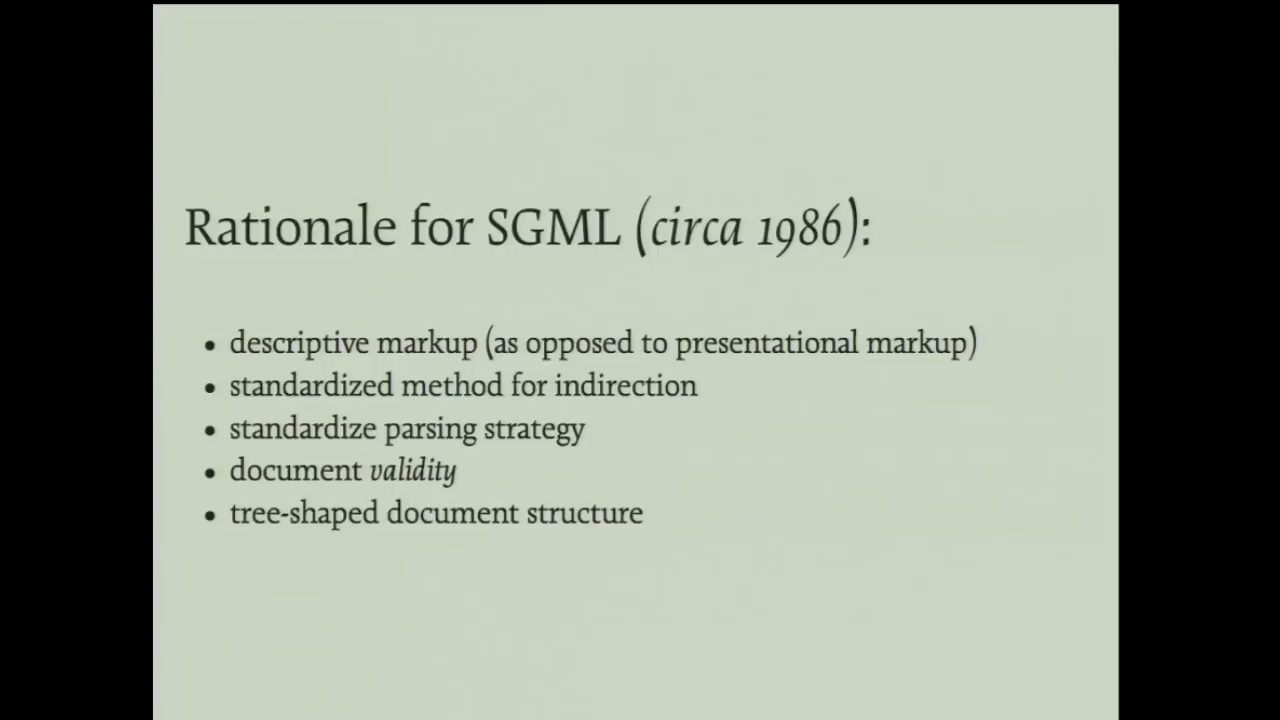 Rationale for SGML (circa 1986):
• descriptive markup (as opposed to presentational markup)
• standardized method for indirection
• standardize parsing strategy
• document validity
• tree-shaped document structure